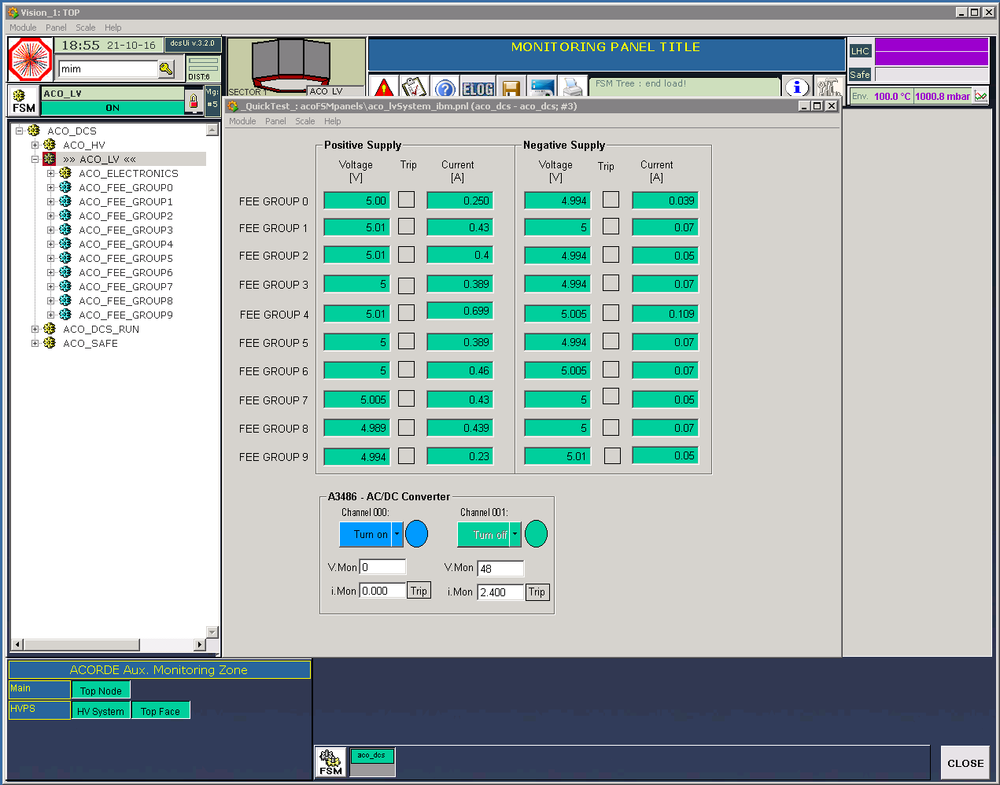 Vision_1: TOP
Module Panel Scale Help
18:55 21-10-16 dcsUi v.3.2.0
mim
DIST:6
FSM
ACO_LV
ON
Mg:
#5
SECTOR 1
ACO_LV
MONITORING PANEL TITLE
ELOG
FSM Tree : end load!
LHC
Safe
Env. 100.0 °C 1000.8 mbar
ACO_DCS
ACO_HV
»» ACO_LV ««
ACO_ELECTRONICS
ACO_FEE_GROUP0
ACO_FEE_GROUP1
ACO_FEE_GROUP2
ACO_FEE_GROUP3
ACO_FEE_GROUP4
ACO_FEE_GROUP5
ACO_FEE_GROUP6
ACO_FEE_GROUP7
ACO_FEE_GROUP8
ACO_FEE_GROUP9
ACO_DCS_RUN
ACO_SAFE
_QuickTest_: acoFSMpanels\aco_lvSystem_ibm.pnl (aco_dcs - aco_dcs; #3)
Module Panel Scale Help
Positive Supply Negative Supply
Voltage Trip Current Voltage Trip Current
[V] [A] [V] [A]
FEE GROUP 0 5.00 0.250 4.994 0.039
FEE GROUP 1 5.01 0.43 5 0.07
FEE GROUP 2 5.01 0.4 4.994 0.05
FEE GROUP 3 5 0.389 4.994 0.07
FEE GROUP 4 5.01 0.699 5.005 0.109
FEE GROUP 5 5 0.389 4.994 0.07
FEE GROUP 6 5 0.46 5.005 0.07
FEE GROUP 7 5.005 0.43 5 0.05
FEE GROUP 8 4.989 0.439 5 0.07
FEE GROUP 9 4.994 0.23 5.01 0.05
A3486 - AC/DC Converter
Channel 000: Channel 001:
Turn on Turn off
V.Mon 0 V.Mon 48
i.Mon 0.000 Trip i.Mon 2.400 Trip
ACORDE Aux. Monitoring Zone
Main Top Node
HVPS HV System Top Face
FSM
aco_dcs
CLOSE